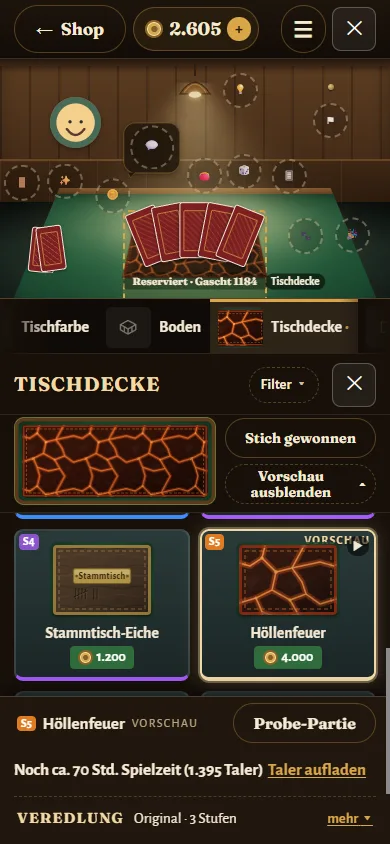 ← Shop
2.605
+
Reserviert · Gascht 1184
Tischdecke
Tischfarbe
Boden
Tischdecke
TISCHDECKE
Filter
Stich gewonnen
Vorschau
ausblenden
S4
·Stammtisch·
Stammtisch-Eiche
1.200
S5
VORSCHAU
Höllenfeuer
4.000
S5 Höllenfeuer VORSCHAU
Probe-Partie
Noch ca. 70 Std. Spielzeit (1.395 Taler) Taler aufladen
VEREDLUNG Original · 3 Stufen
mehr